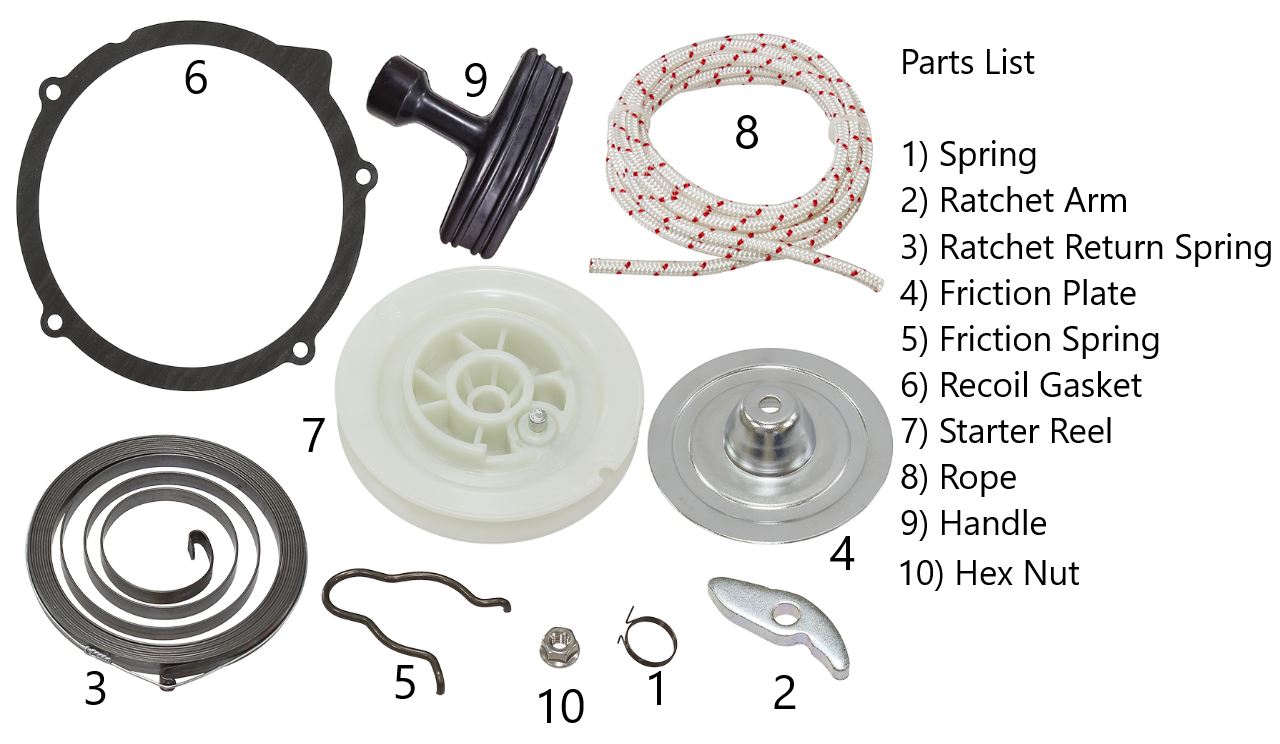 6
9
8
7
4
3
5
10
1
2
Parts List
1) Spring
2) Ratchet Arm
3) Ratchet Return Spring
4) Friction Plate
5) Friction Spring
6) Recoil Gasket
7) Starter Reel
8) Rope
9) Handle
10) Hex Nut